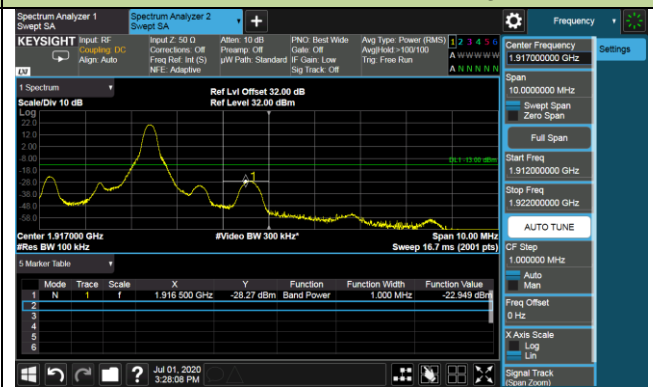 Spectrum Analyzer 1
Swept SA
Spectrum Analyzer 2
Swept SA
Frequency
KEYSIGHT
Input: RF
Coupling: DC
Align: Auto
Input Z: 50 Ω
Corrections: Off
Freq Ref: Int (S)
NFE: Adaptive
Atten: 10 dB
Preamp: Off
µW Path: Standard
PNO: Best Wide
Gate: Off
IF Gain: Low
Sig Track: Off
Avg Type: Power (RMS)
Avg|Hold:>100/100
Trig: Free Run
1 2 3 4 5 6
A W W W W W
A N N N N N
LXI
Center Frequency
1.917000000 GHz
Settings
Span
10.0000000 MHz
Swept Span
Zero Span
Full Span
Start Freq
1.912000000 GHz
Stop Freq
1.922000000 GHz
AUTO TUNE
CF Step
1.000000 MHz
Auto
Man
Freq Offset
0 Hz
X Axis Scale
Log
Lin
Signal Track
(Span Zoom)
1 Spectrum
Scale/Div 10 dB
Ref Lvl Offset 32.00 dB
Ref Level 32.00 dBm
Log
22.0
12.0
2.00
-8.00
-18.0
-28.0
-38.0
-48.0
-58.0
DL1 -13.00 dBm
1
Center 1.917000 GHz
#Res BW 100 kHz
#Video BW 300 kHz*
Span 10.00 MHz
Sweep 16.7 ms (2001 pts)
5 Marker Table
Mode Trace Scale X Y Function Function Width Function Value
1 N 1 f 1.916 500 GHz -28.27 dBm Band Power 1.000 MHz -22.949 dBm
2
3
4
5
6
?
Jul 01, 2020
3:28:08 PM